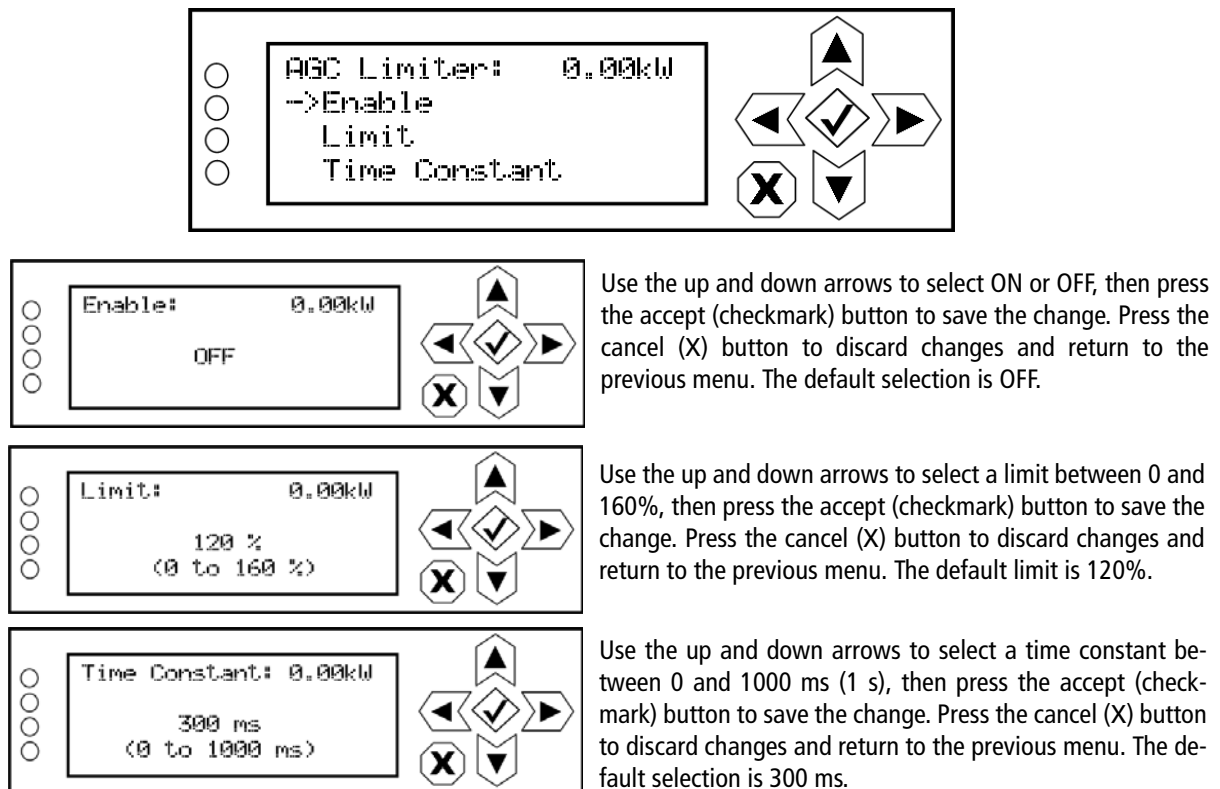 AGC Limiter: 0.00kW
->Enable
Limit
Time Constant
X
Enable: 0.00kW
OFF
X
Use the up and down arrows to select ON or OFF, then press
the accept (checkmark) button to save the change. Press the
cancel (X) button to discard changes and return to the
previous menu. The default selection is OFF.
Limit: 0.00kW
120 %
(0 to 160 %)
X
Use the up and down arrows to select a limit between 0 and
160%, then press the accept (checkmark) button to save the
change. Press the cancel (X) button to discard changes and
return to the previous menu. The default limit is 120%.
Time Constant: 0.00kW
300 ms
(0 to 1000 ms)
X
Use the up and down arrows to select a time constant be-
tween 0 and 1000 ms (1 s), then press the accept (check-
mark) button to save the change. Press the cancel (X) button
to discard changes and return to the previous menu. The de-
fault selection is 300 ms.